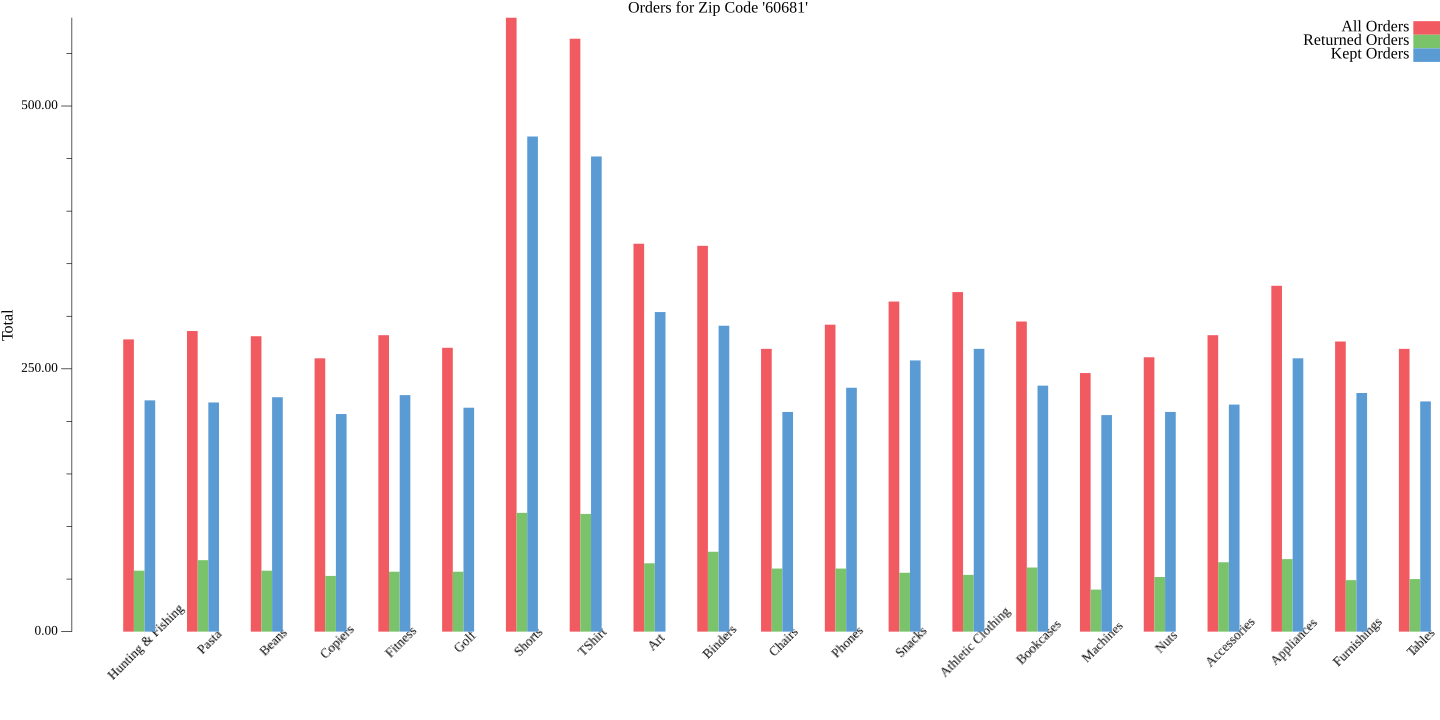 Orders for Zip Code '60681'
All Orders
Returned Orders
Kept Orders
Total
500.00
250.00
0.00
Hunting & Fishing
Pasta
Beans
Copiers
Fitness
Golf
Shorts
TShirt
Art
Binders
Chairs
Phones
Snacks
Athletic Clothing
Bookcases
Machines
Nuts
Accessories
Appliances
Furnishings
Tables